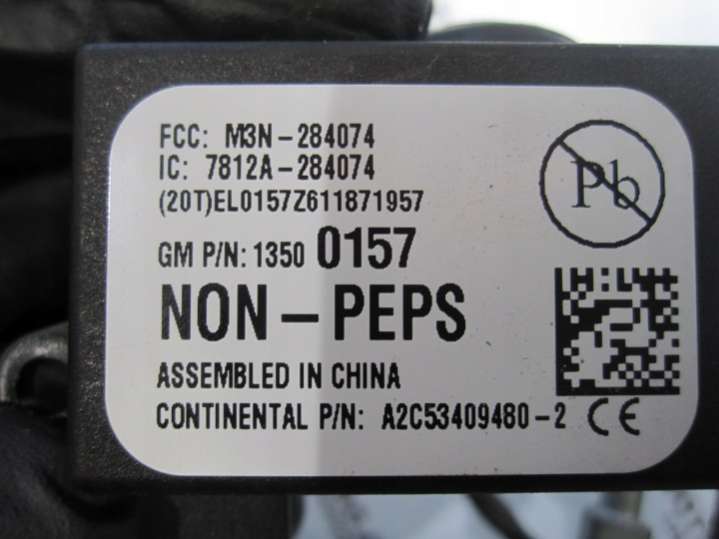 FCC: M3N-284074
IC: 7812A-284074
(20T)EL0157Z611871957
GM P/N: 1350 0157
NON-PEPS
ASSEMBLED IN CHINA
CONTINENTAL P/N: A2C53409480-2 CE
Pb